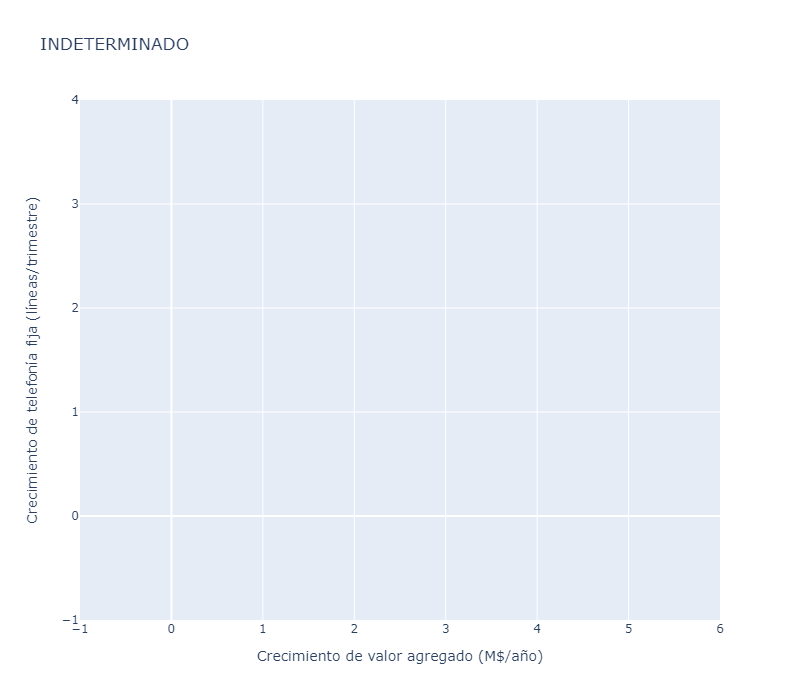 INDETERMINADO
4
3
2
1
0
−1
−1 0 1 2 3 4 5 6
Crecimiento de telefonía fija (líneas/trimestre)
Crecimiento de valor agregado (M$/año)